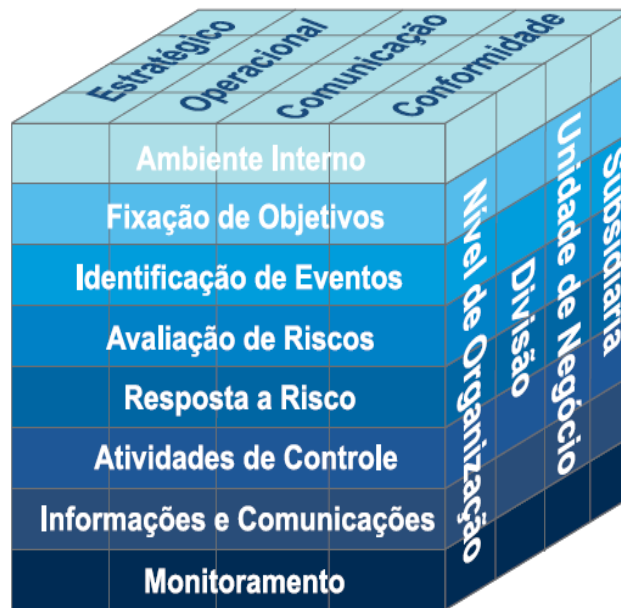 Estratégico
Operacional
Comunicação
Conformidade
Ambiente Interno
Fixação de Objetivos
Identificação de Eventos
Avaliação de Riscos
Resposta a Risco
Atividades de Controle
Informações e Comunicações
Monitoramento
Nível de Organização
Divisão
Unidade de Negócio
Subsidiaria